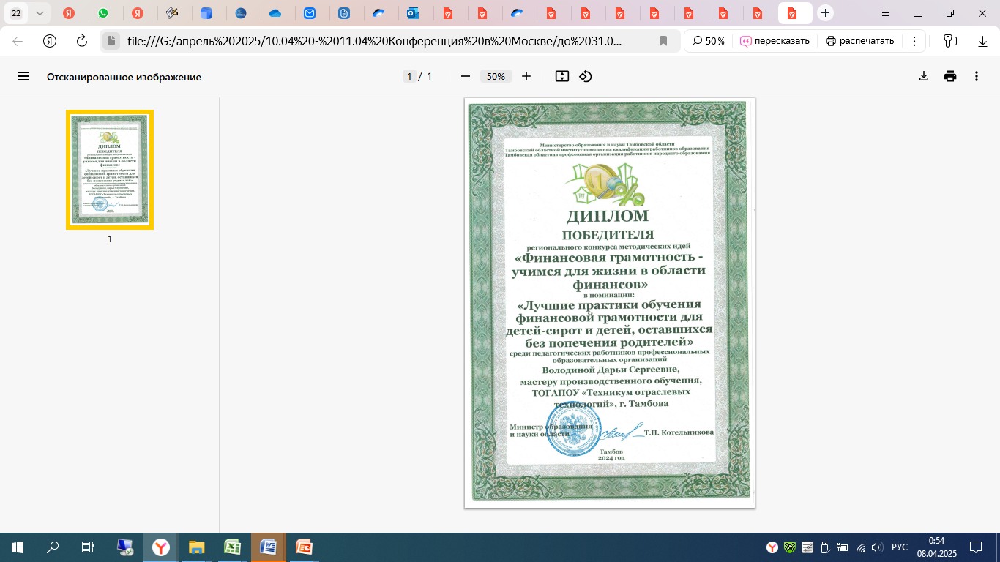 22
file:///G:/апрель%202025/10.04%20-%2011.04%20Конференция%20в%20Москве/до%2031.0...
50%
пересказать
распечатать
Отсканированное изображение
1 / 1
50%
1
Министерство образования и науки Тамбовской области
Тамбовский областной институт повышения квалификации работников образования
Тамбовская областная профсоюзная организация работников народного образования
ДИПЛОМ
ПОБЕДИТЕЛЯ
регионального конкурса методических идей
«Финансовая грамотность -
учимся для жизни в области
финансов»
в номинации:
«Лучшие практики обучения
финансовой грамотности для
детей-сирот и детей, оставшихся
без попечения родителей»
среди педагогических работников профессиональных
образовательных организаций
Володиной Дарьи Сергеевне,
мастеру производственного обучения,
ТОГАПОУ «Техникум отраслевых
технологий», г. Тамбова
Министр образования
и науки области
Т.П. Котельникова
Тамбов
2024 год
РУС
0:54
08.04.2025